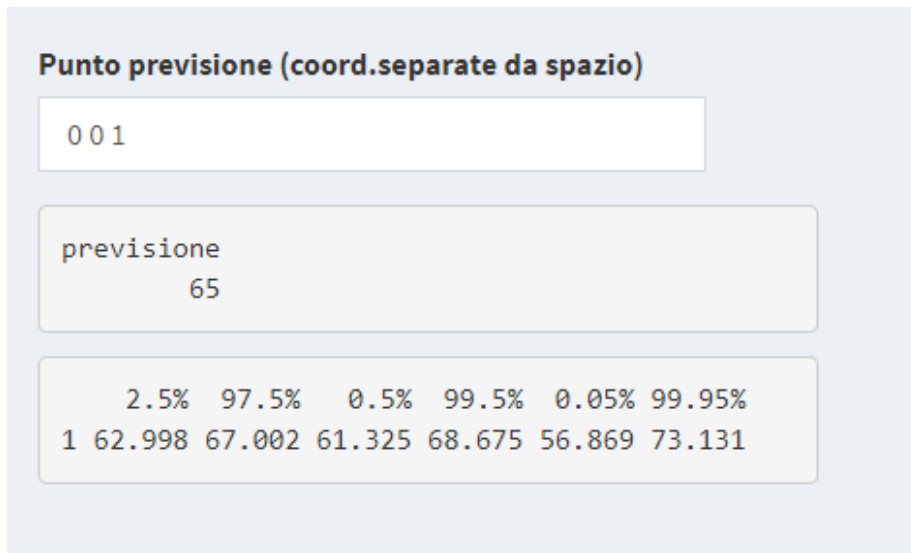 Punto previsione (coord.separate da spazio)
0 0 1
previsione
65
2.5% 97.5% 0.5% 99.5% 0.05% 99.95%
1 62.998 67.002 61.325 68.675 56.869 73.131